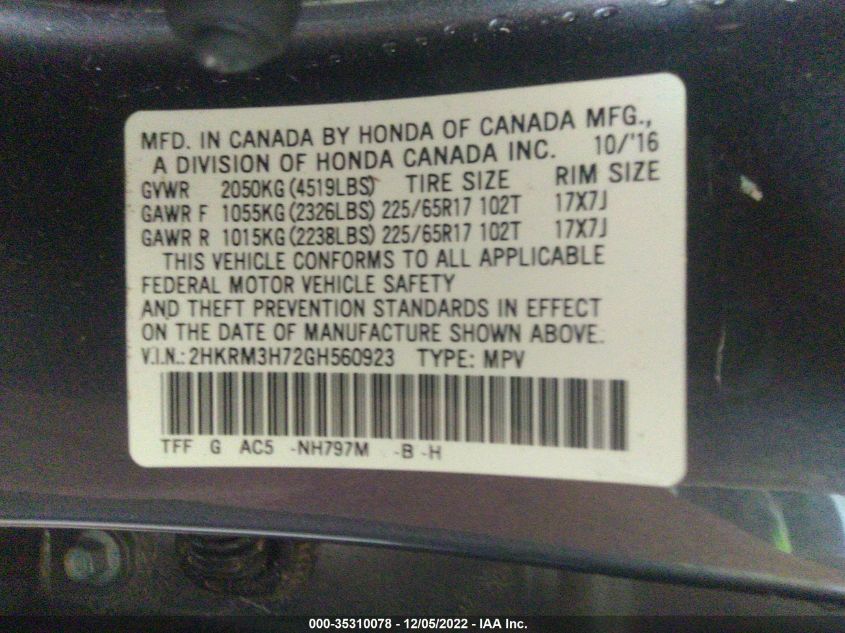 MFD. IN CANADA BY HONDA OF CANADA MFG.,
A DIVISION OF HONDA CANADA INC. 10/'16
GVWR 2050KG (4519LBS) TIRE SIZE RIM SIZE
GAWR F 1055KG (2326LBS) 225/65R17 102T 17X7J
GAWR R 1015KG (2238LBS) 225/65R17 102T 17X7J
THIS VEHICLE CONFORMS TO ALL APPLICABLE
FEDERAL MOTOR VEHICLE SAFETY
AND THEFT PREVENTION STANDARDS IN EFFECT
ON THE DATE OF MANUFACTURE SHOWN ABOVE.
V.I.N.: 2HKRM3H72GH560923 TYPE: MPV
TFF G AC5 -NH797M -B -H
000-35310078 - 12/05/2022 - IAA Inc.